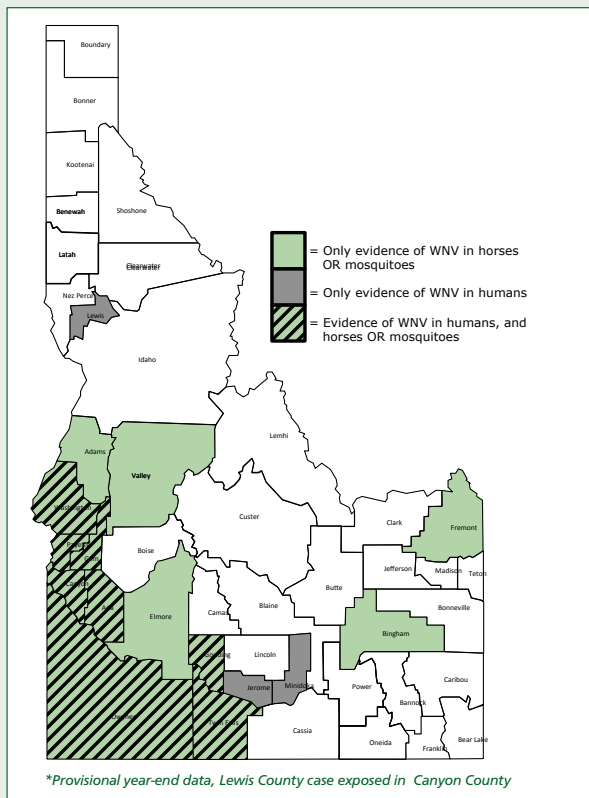 Boundary
Bonner
Kootenai
Benewah
Shoshone
Latah
Clearwater
Clearwater
= Only evidence of WNV in horses
OR mosquitoes
Nez Perce
= Only evidence of WNV in humans
Lewis
= Evidence of WNV in humans, and
horses OR mosquitoes
Idaho
Lemhi
Adams
Valley
Washington
Custer
Clark
Fremont
Payette
Gem
Boise
Jefferson
Madison
Teton
Canyon
Ada
Butte
Elmore
Camas
Blaine
Bonneville
Bingham
Gooding
Lincoln
Jerome
Minidoka
Power
Caribou
Bannock
Owyhee
Twin Falls
Cassia
Oneida
Franklin
Bear Lake
*Provisional year-end data, Lewis County case exposed in Canyon County